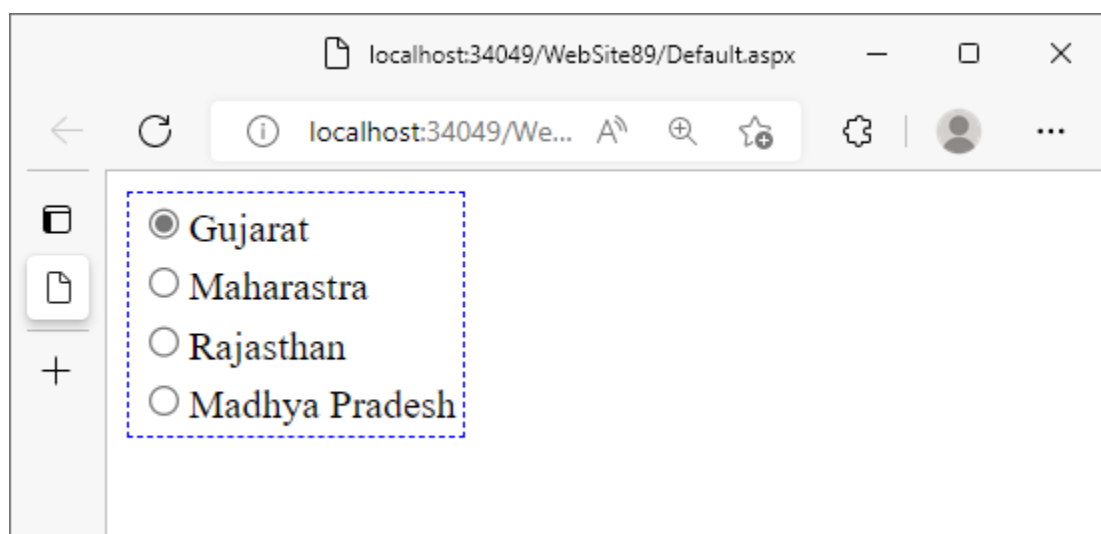 localhost:34049/WebSite89/Default.aspx
localhost:34049/We... A
Gujarat
Maharastra
Rajasthan
Madhya Pradesh